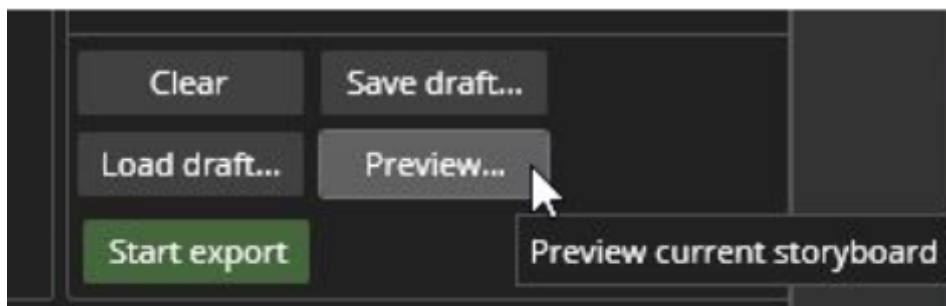 Clear
Save draft...
Load draft...
Preview...
Start export
Preview current storyboard